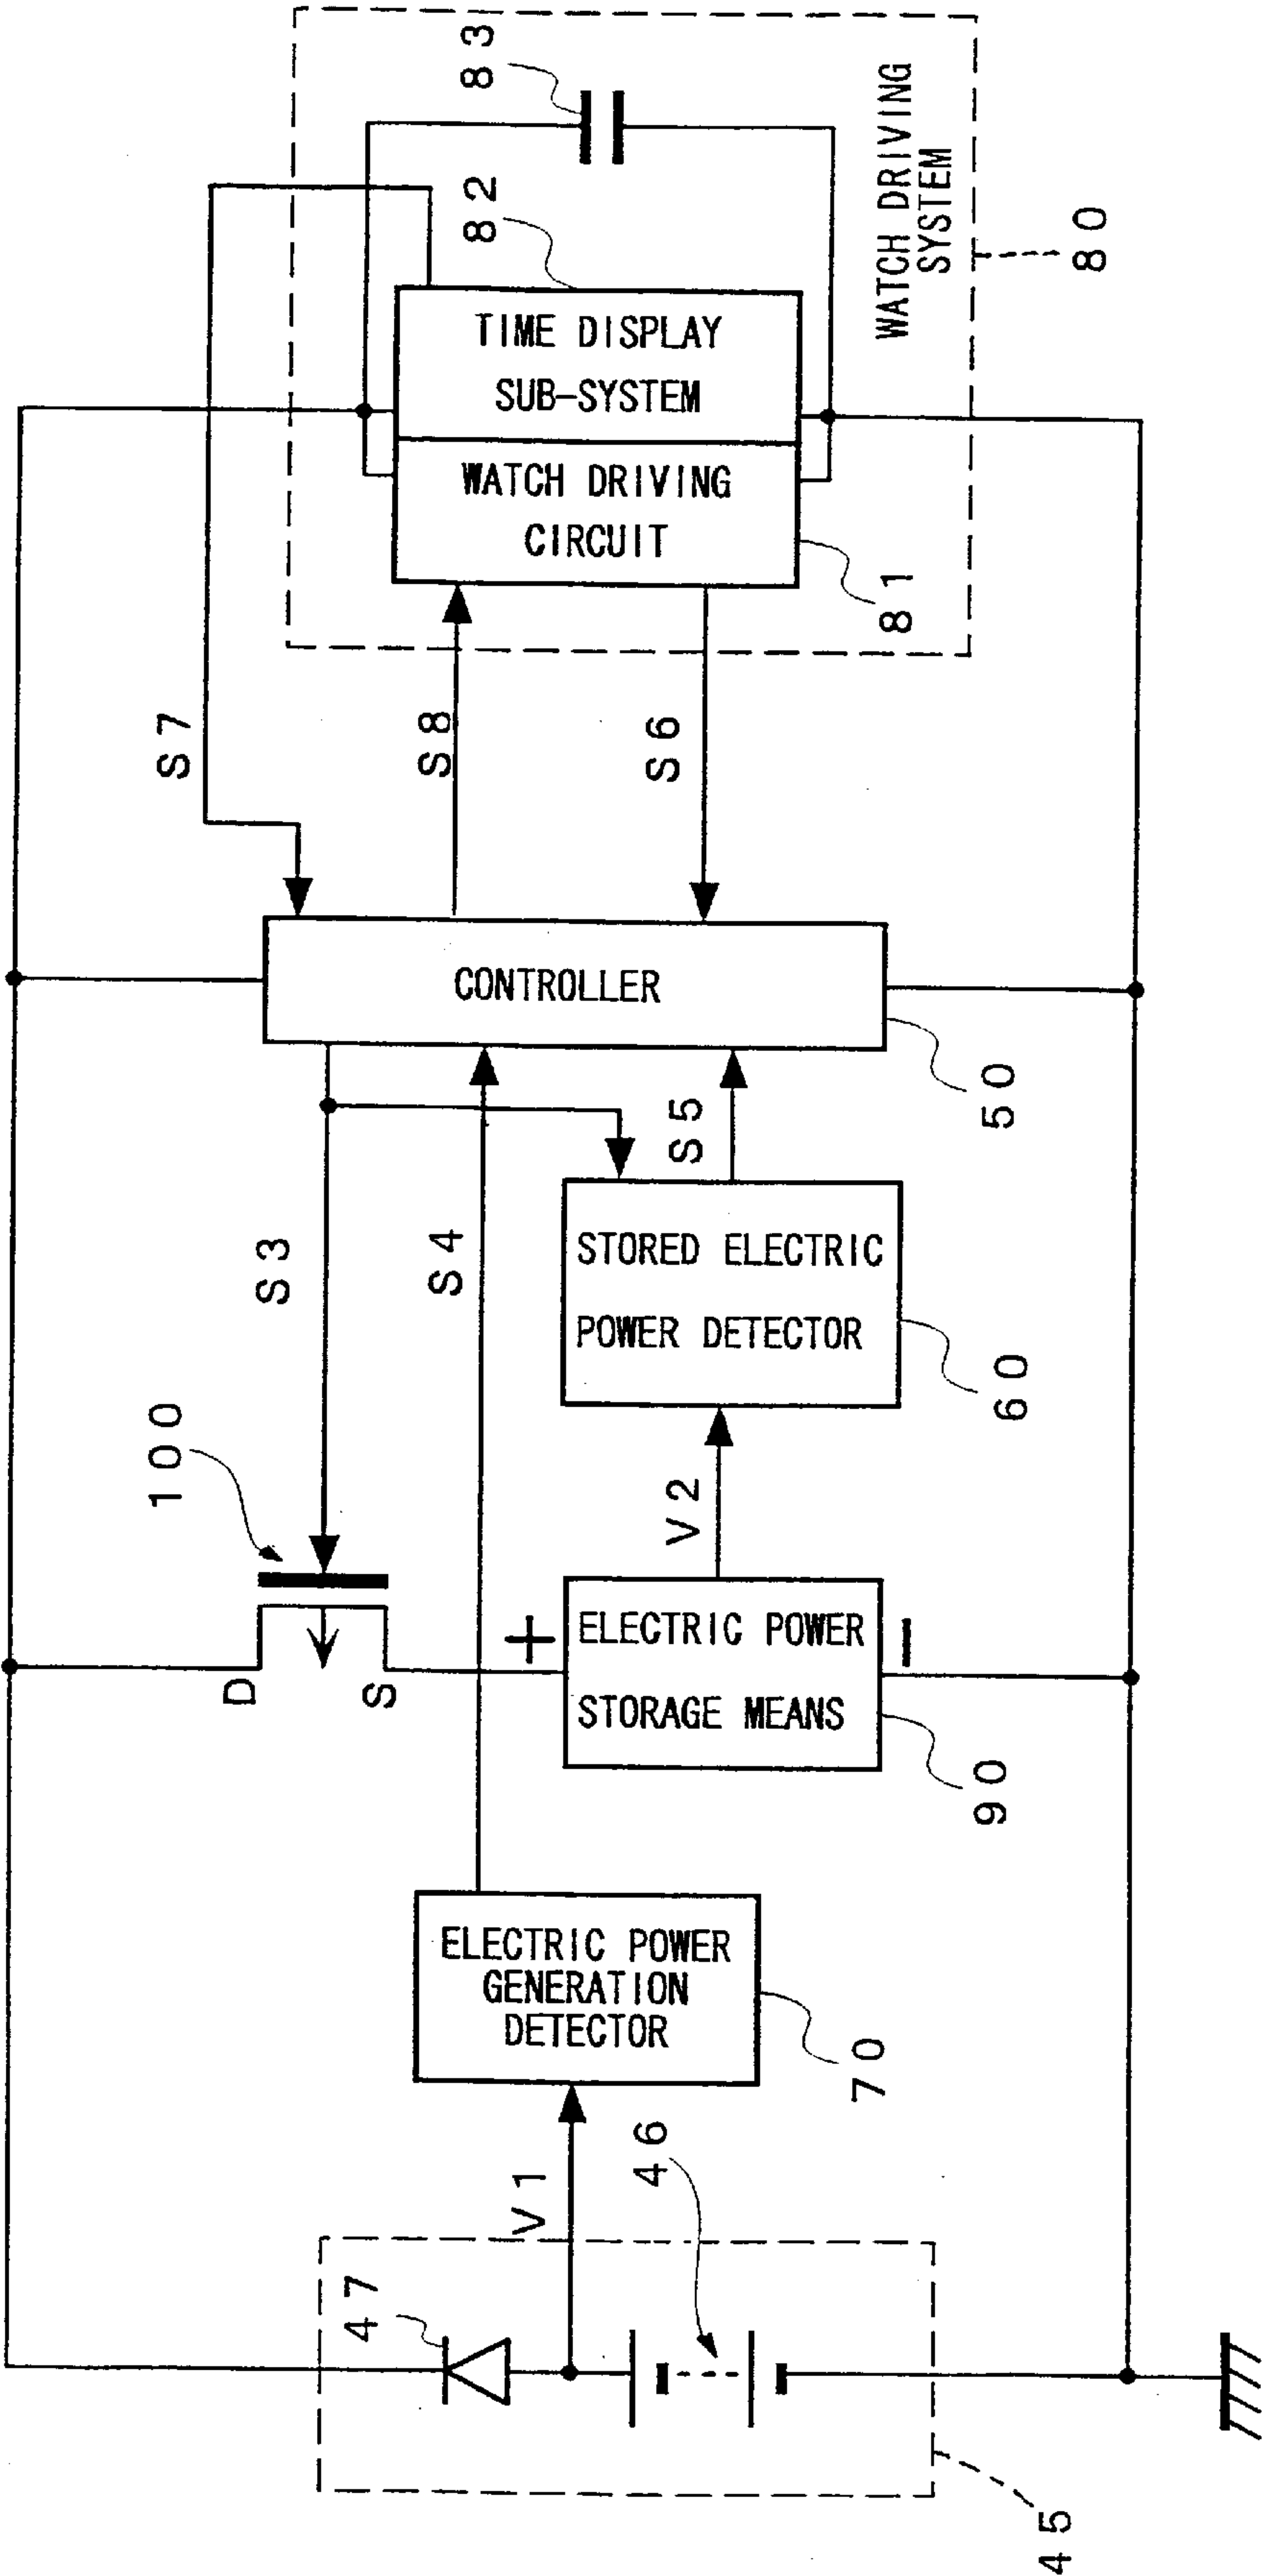 83
82
TIME DISPLAY
SUB-SYSTEM
WATCH DRIVING
CIRCUIT
81
WATCH DRIVING
SYSTEM
80
S7
S8
S6
CONTROLLER
50
S3
S4
S5
STORED ELECTRIC
POWER DETECTOR
60
100
D
S
V2
+
ELECTRIC POWER
STORAGE MEANS
−
90
ELECTRIC POWER
GENERATION
DETECTOR
70
V1
46
47
45